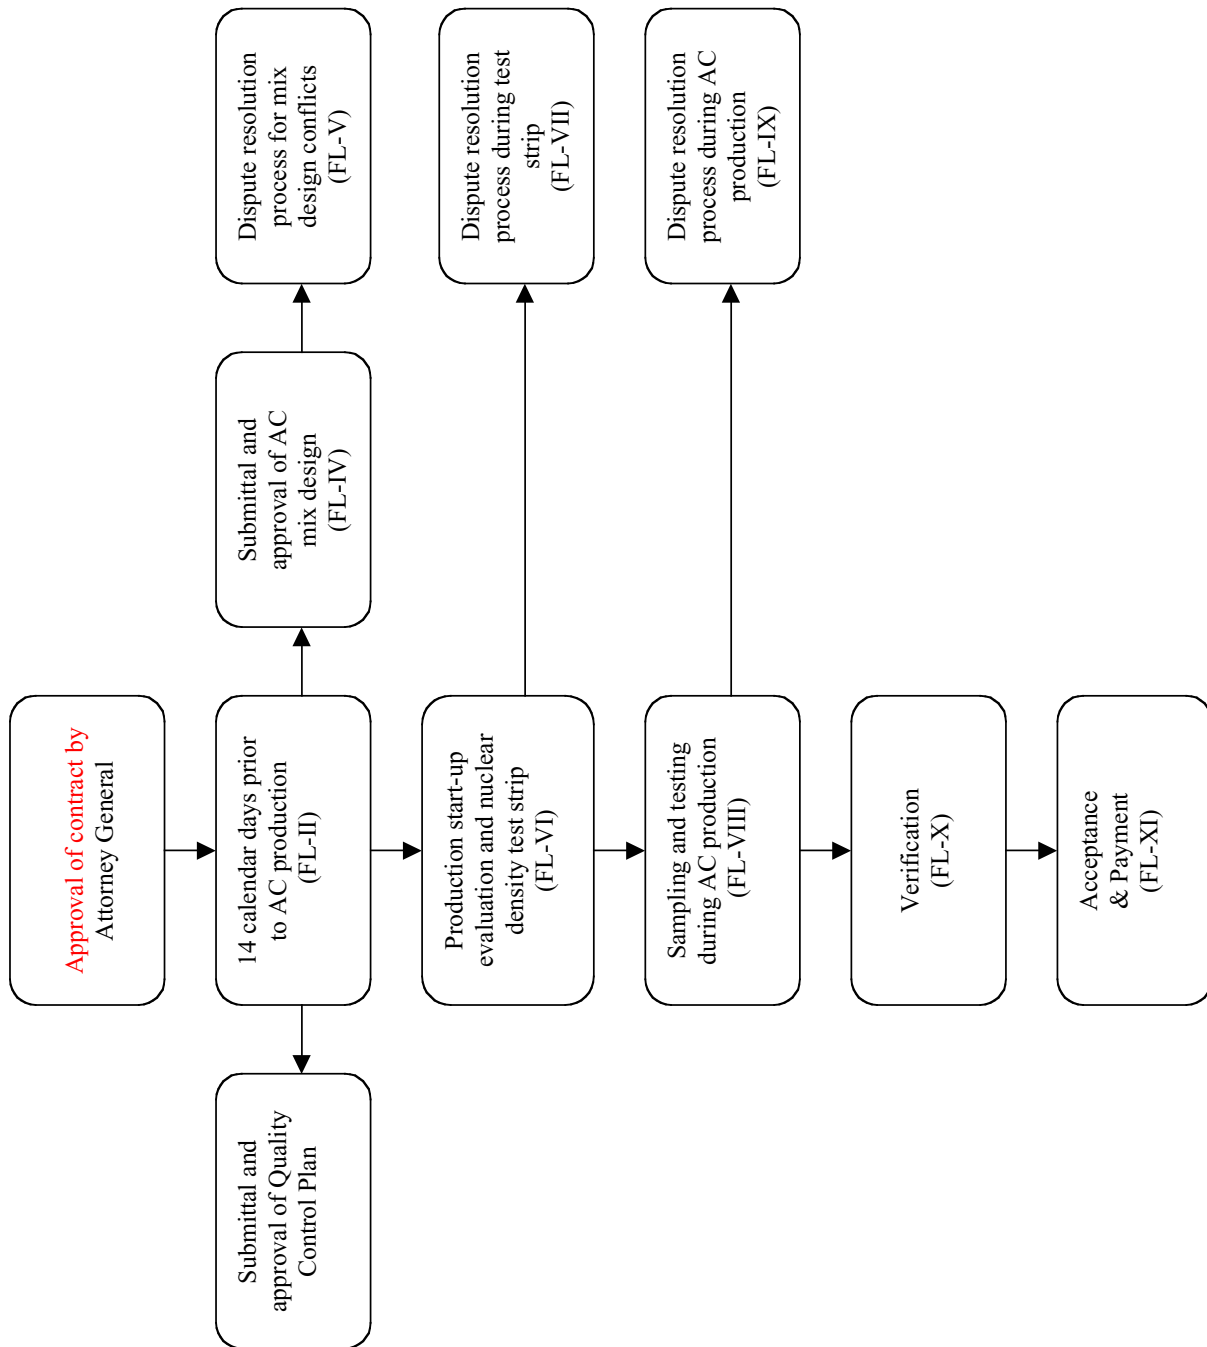 Approval of contract by
Attorney General
Submittal and
approval of Quality
Control Plan
14 calendar days prior
to AC production
(FL-II)
Submittal and
approval of AC
mix design
(FL-IV)
Dispute resolution
process for mix
design conflicts
(FL-V)
Production start-up
evaluation and nuclear
density test strip
(FL-VI)
Dispute resolution
process during test
strip
(FL-VII)
Sampling and testing
during AC production
(FL-VIII)
Dispute resolution
process during AC
production
(FL-IX)
Verification
(FL-X)
Acceptance
& Payment
(FL-XI)